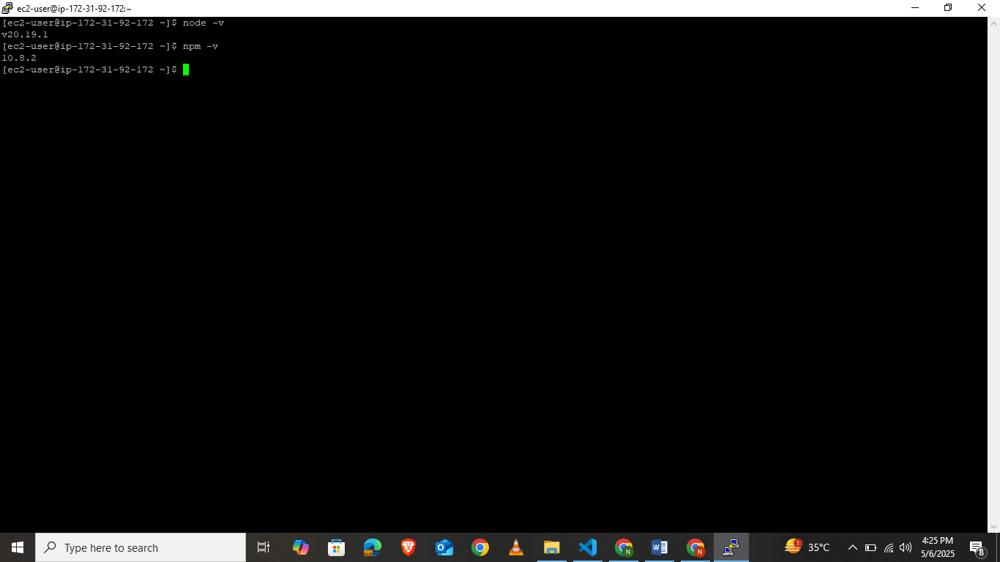 ec2-user@ip-172-31-92-172:~
[ec2-user@ip-172-31-92-172 ~]$ node -v
v20.19.1
[ec2-user@ip-172-31-92-172 ~]$ npm -v
10.8.2
[ec2-user@ip-172-31-92-172 ~]$
Type here to search
N
W
N
1
35°C
4:25 PM
5/6/2025
8